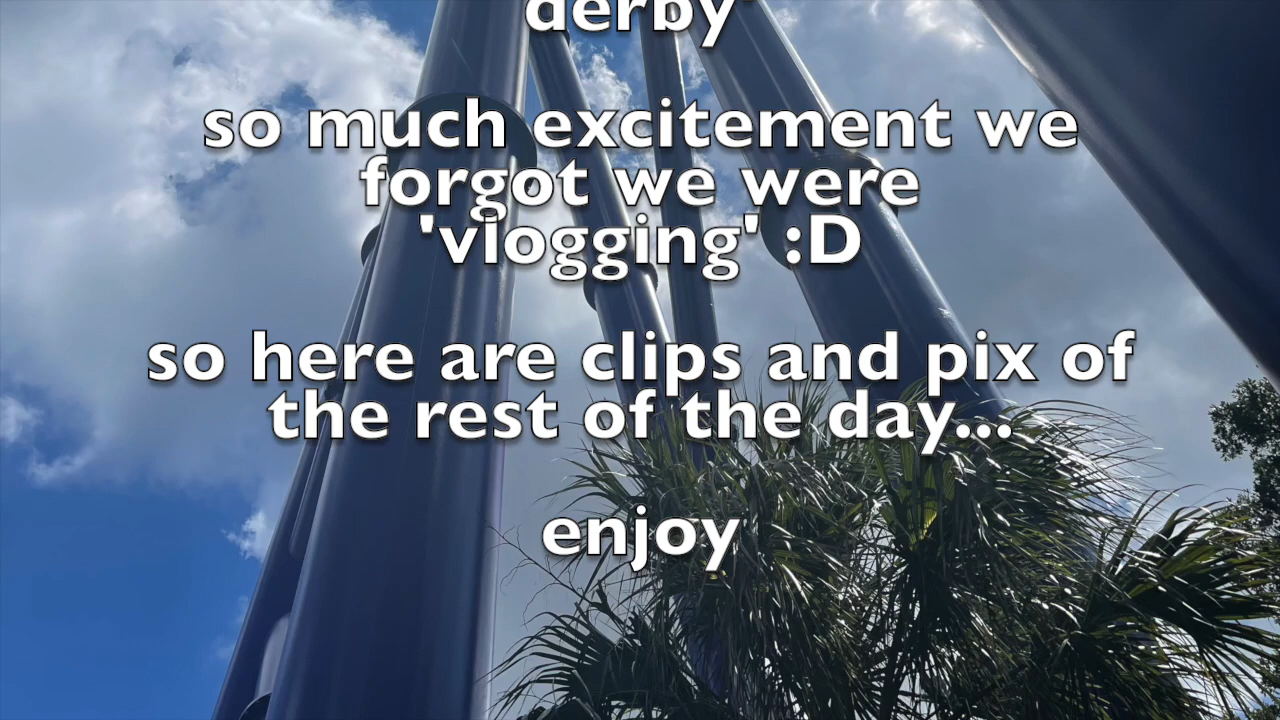 derby
so much excitement we
forgot we were
'vlogging' :D
so here are clips and pix of
the rest of the day...
enjoy